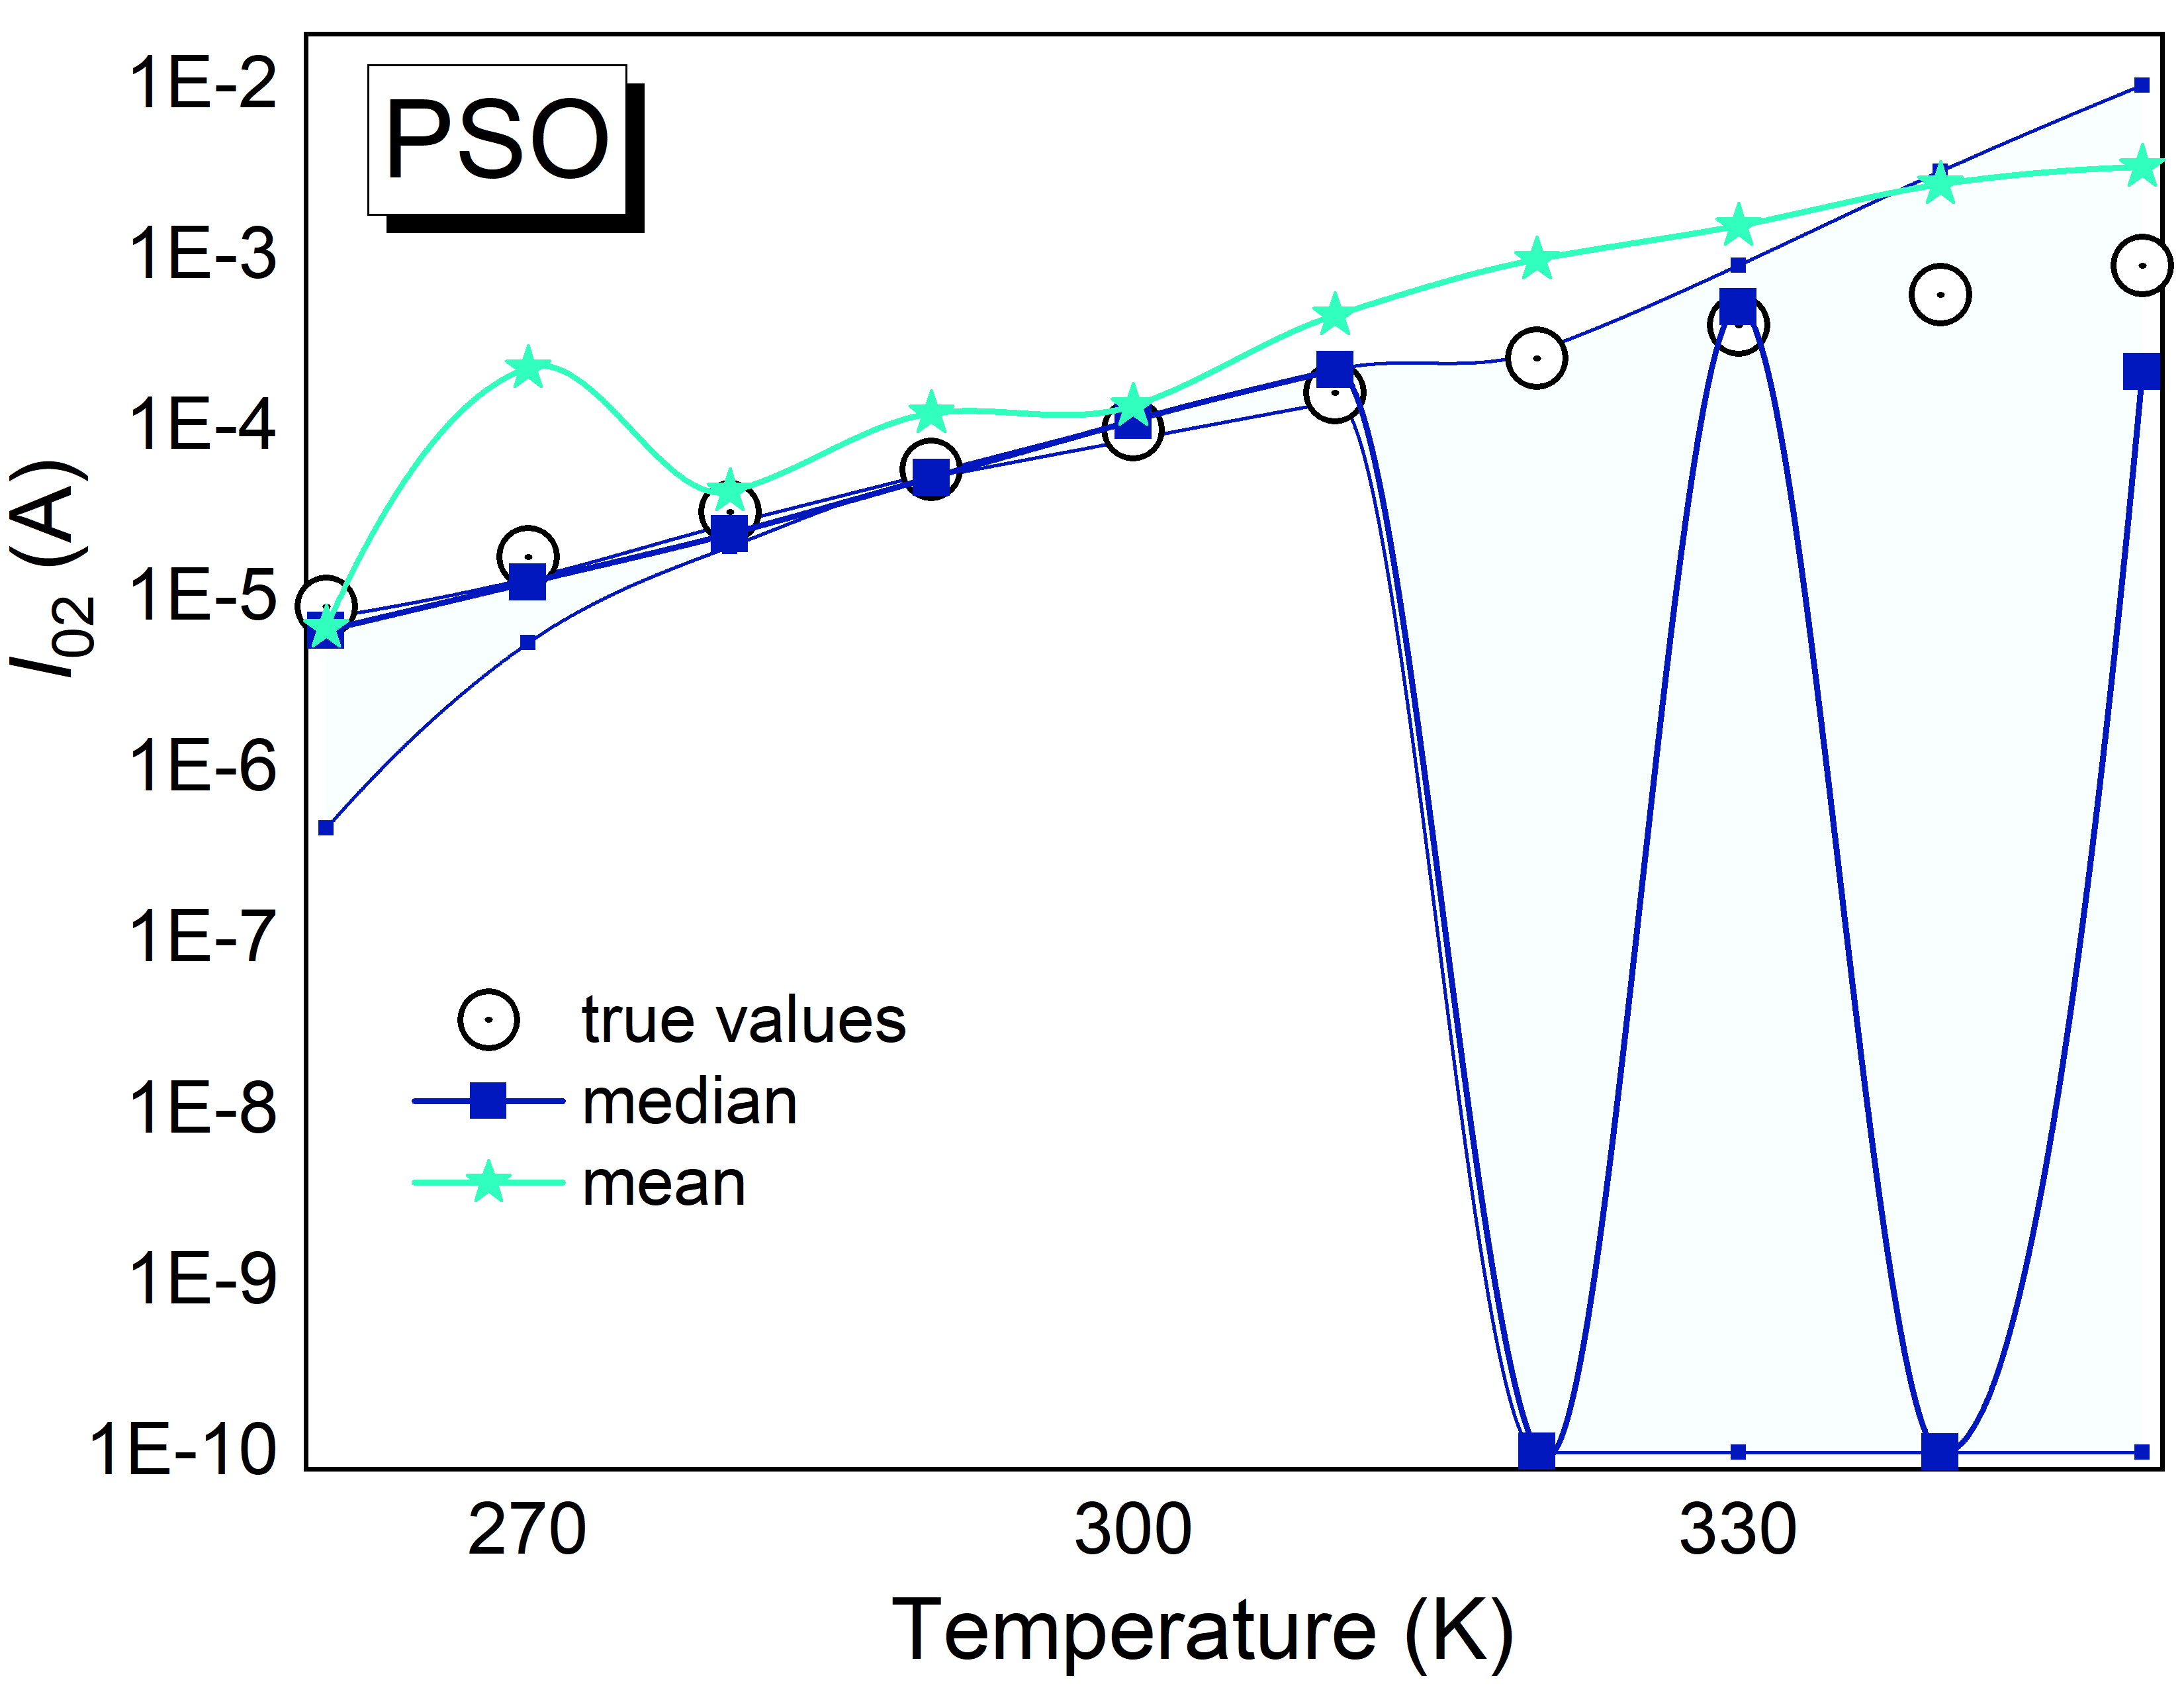 PSO
1E-2
1E-3
1E-4
1E-5
1E-6
1E-7
1E-8
1E-9
1E-10
I02 (A)
true values
median
mean
270 300 330
Temperature (K)